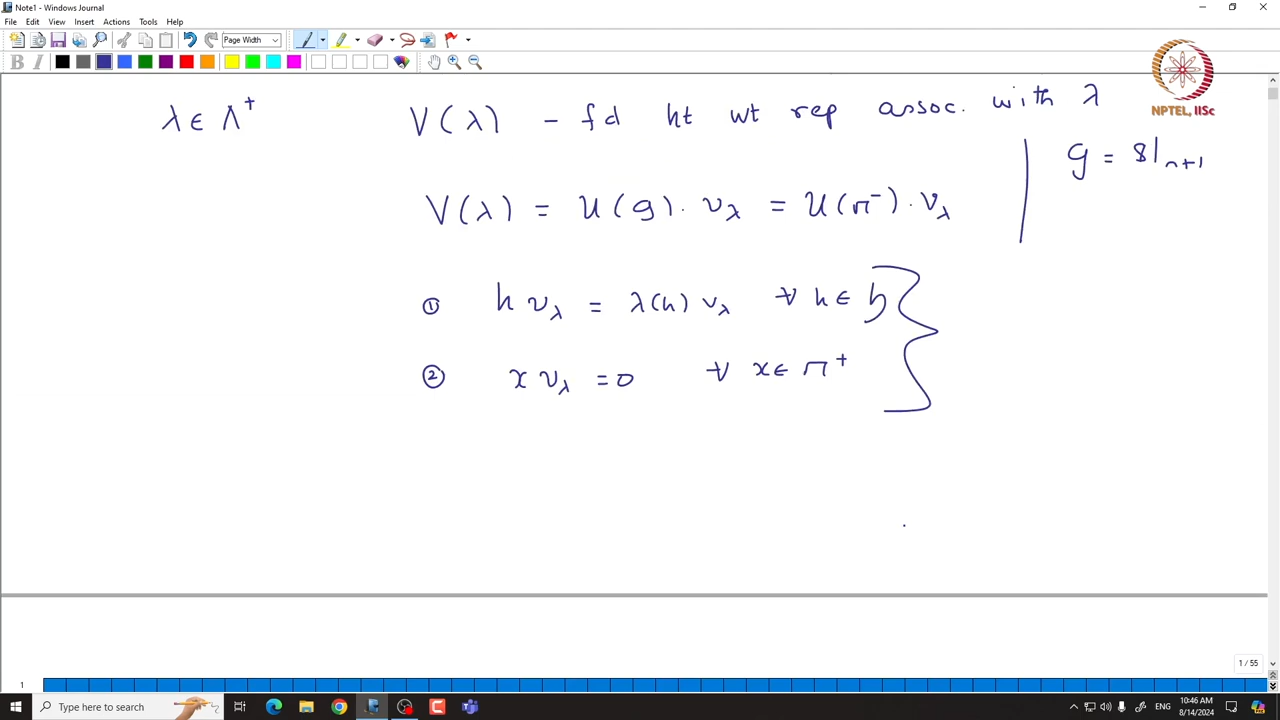 Note1 - Windows Journal
File Edit View Insert Actions Tools Help
Page Width
B I
NPTEL, IISc
λ ∈ Λ⁺ V(λ) - fd ht wt rep assoc. with λ
g = sl_{n+1}
V(λ) = U(g)·v_λ = U(n⁻)·v_λ
① h v_λ = λ(h) v_λ ∀ h ∈ h
② x v_λ = 0 ∀ x ∈ n⁺
1 / 55
1
Type here to search
ENG
10:46 AM
8/14/2024